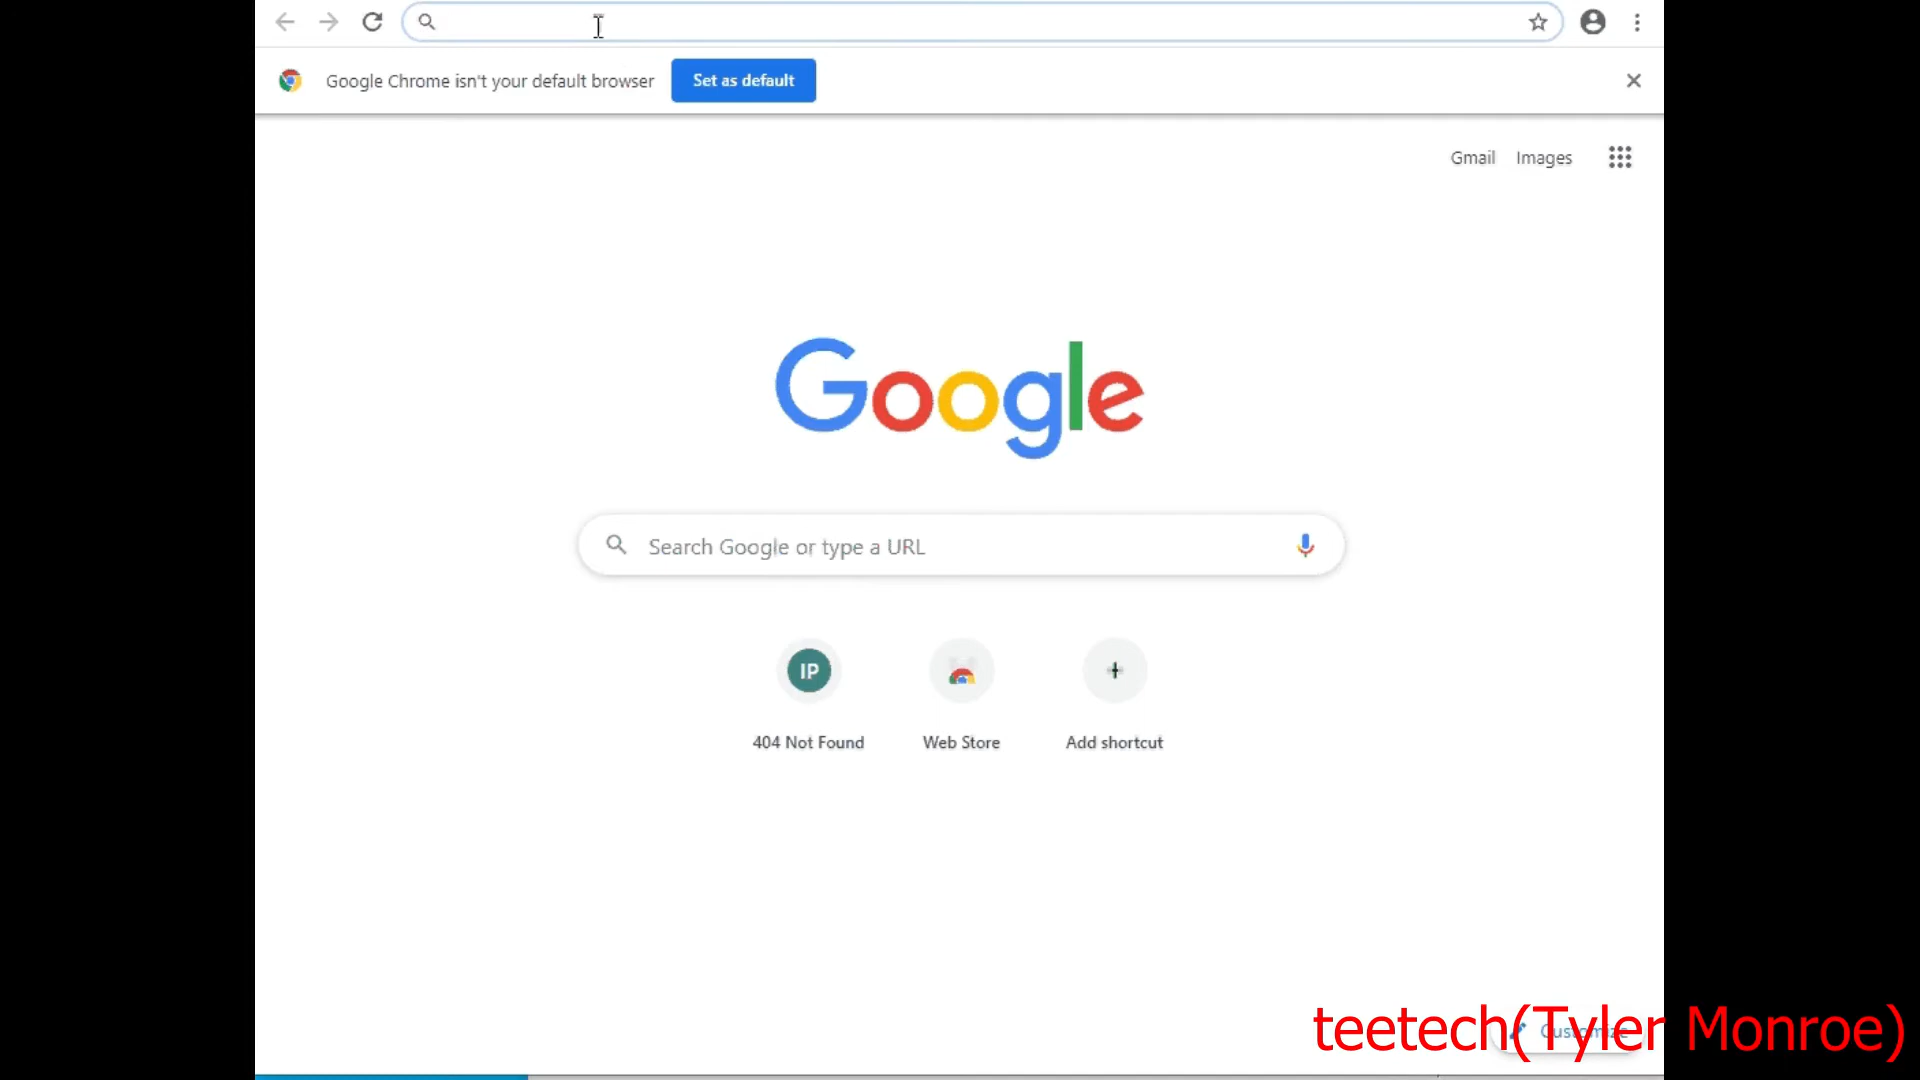 Google Chrome isn't your default browser Set as default
Gmail Images
Google
Search Google or type a URL
IP
404 Not Found Web Store Add shortcut
Customize
teetech(Tyler Monroe)